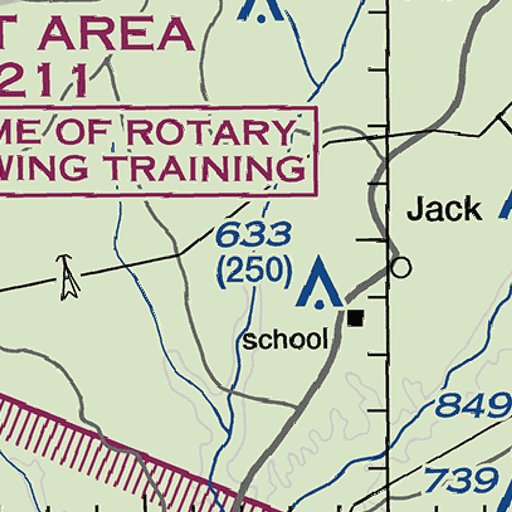 T AREA
211
ME OF ROTARY
WING TRAINING
Jack
633
(250)
school
849
739